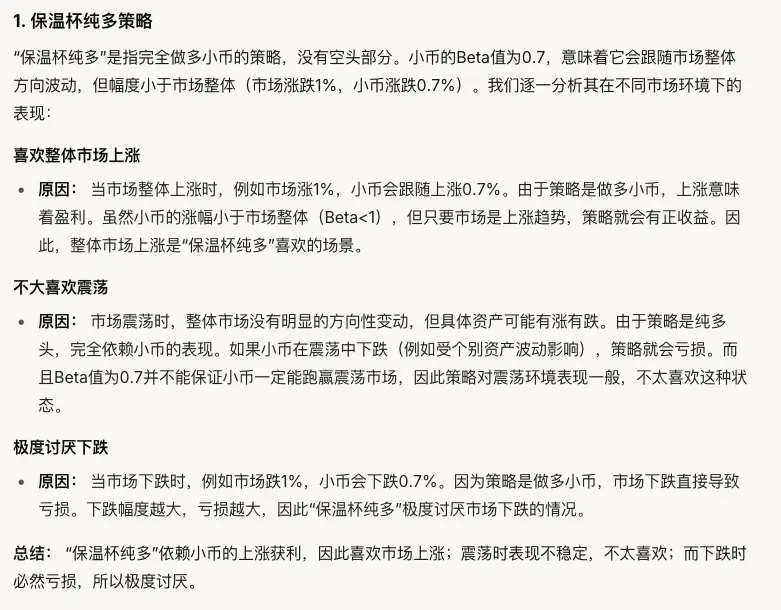 1. 保温杯纯多策略
“保温杯纯多”是指完全做多小币的策略，没有空头部分。小币的Beta值为0.7，意味着它会跟随市场整体
方向波动，但幅度小于市场整体（市场涨跌1%，小币涨跌0.7%）。我们逐一分析其在不同市场环境下的
表现：
喜欢整体市场上涨
• 原因： 当市场整体上涨时，例如市场涨1%，小币会跟随上涨0.7%。由于策略是做多小币，上涨意味
着盈利。虽然小币的涨幅小于市场整体（Beta<1），但只要市场是上涨趋势，策略就会有正收益。因
此，整体市场上涨是“保温杯纯多”喜欢的场景。
不大喜欢震荡
• 原因： 市场震荡时，整体市场没有明显的方向性变动，但具体资产可能有涨有跌。由于策略是纯多
头，完全依赖小币的表现。如果小币在震荡中下跌（例如受个别资产波动影响），策略就会亏损。而
且Beta值为0.7并不能保证小币一定能跑赢震荡市场，因此策略对震荡环境表现一般，不太喜欢这种状
态。
极度讨厌下跌
• 原因： 当市场下跌时，例如市场跌1%，小币会下跌0.7%。因为策略是做多小币，市场下跌直接导致
亏损。下跌幅度越大，亏损越大，因此“保温杯纯多”极度讨厌市场下跌的情况。
总结： “保温杯纯多”依赖小币的上涨获利，因此喜欢市场上涨；震荡时表现不稳定，不太喜欢；而下跌时
必然亏损，所以极度讨厌。